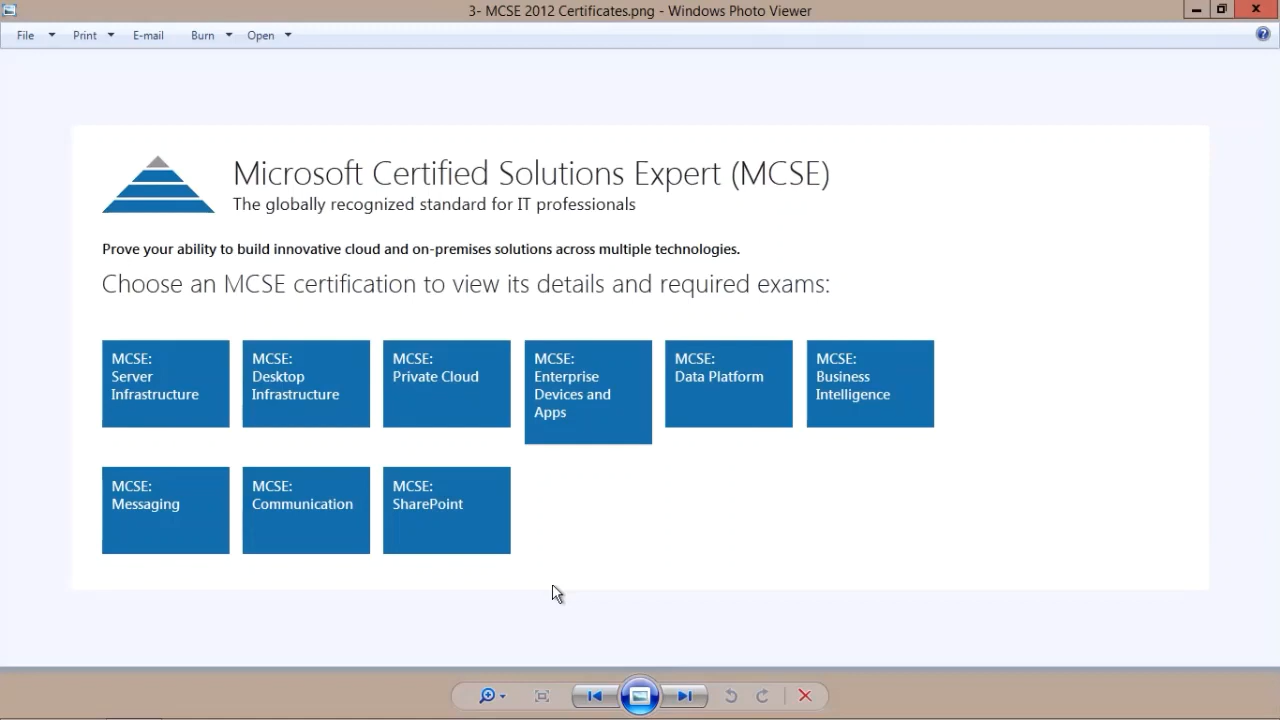 3- MCSE 2012 Certificates.png - Windows Photo Viewer
File Print E-mail Burn Open
Microsoft Certified Solutions Expert (MCSE)
The globally recognized standard for IT professionals
Prove your ability to build innovative cloud and on-premises solutions across multiple technologies.
Choose an MCSE certification to view its details and required exams:
MCSE:
Server
Infrastructure
MCSE:
Desktop
Infrastructure
MCSE:
Private Cloud
MCSE:
Enterprise
Devices and
Apps
MCSE:
Data Platform
MCSE:
Business
Intelligence
MCSE:
Messaging
MCSE:
Communication
MCSE:
SharePoint